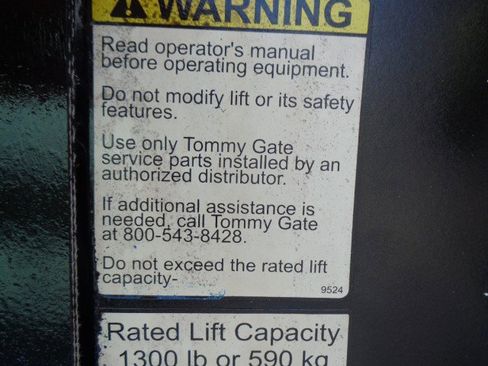 WARNING
Read operator's manual
before operating equipment.
Do not modify lift or its safety
features.
Use only Tommy Gate
service parts installed by an
authorized distributor.
If additional assistance is
needed, call Tommy Gate
at 800-543-8428.
Do not exceed the rated lift
capacity-
9524
Rated Lift Capacity
1300 lb or 590 kg